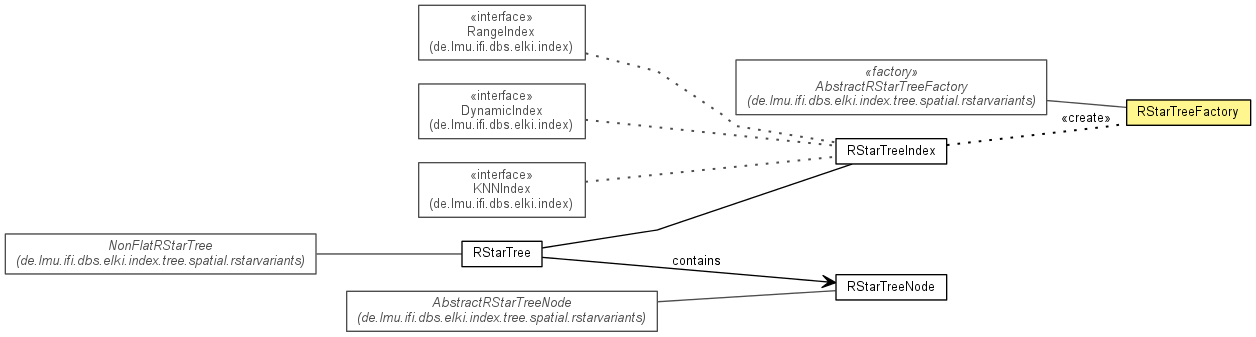 «interface»
RangeIndex
(de.lmu.ifi.dbs.elki.index)
«factory»
AbstractRStarTreeFactory
(de.lmu.ifi.dbs.elki.index.tree.spatial.rstarvariants)
«interface»
DynamicIndex
(de.lmu.ifi.dbs.elki.index)
RStarTreeFactory
«create»
RStarTreeIndex
«interface»
KNNIndex
(de.lmu.ifi.dbs.elki.index)
NonFlatRStarTree
(de.lmu.ifi.dbs.elki.index.tree.spatial.rstarvariants)
RStarTree
contains
RStarTreeNode
AbstractRStarTreeNode
(de.lmu.ifi.dbs.elki.index.tree.spatial.rstarvariants)